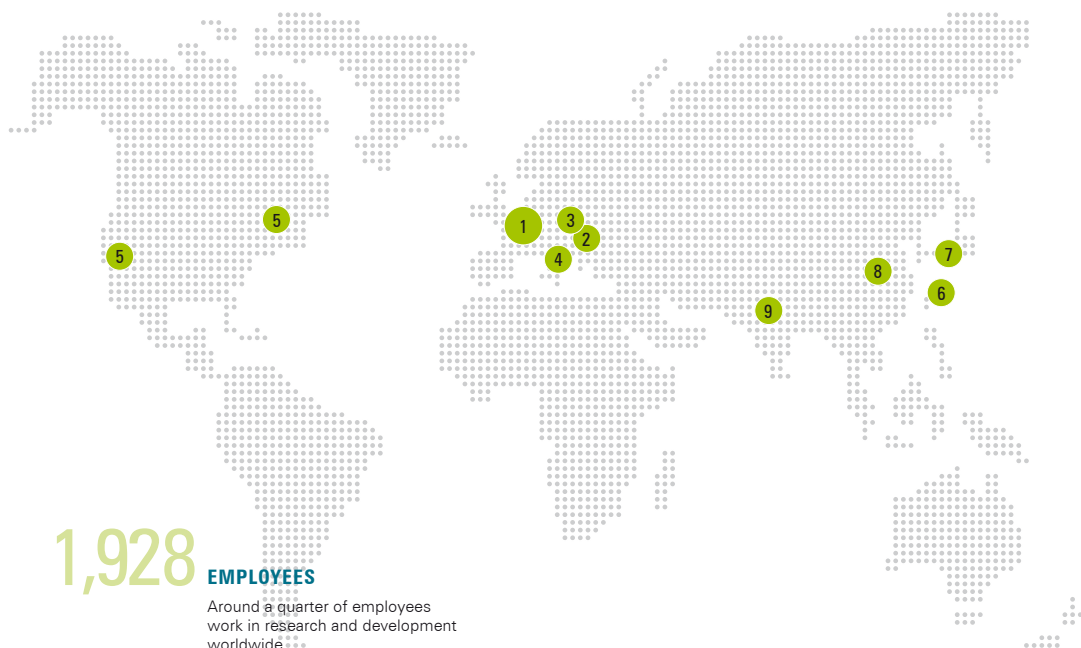 5
1
3
2
5
4
7
8
6
9
1,928 EMPLOYEES
Around a quarter of employees
work in research and development
worldwide